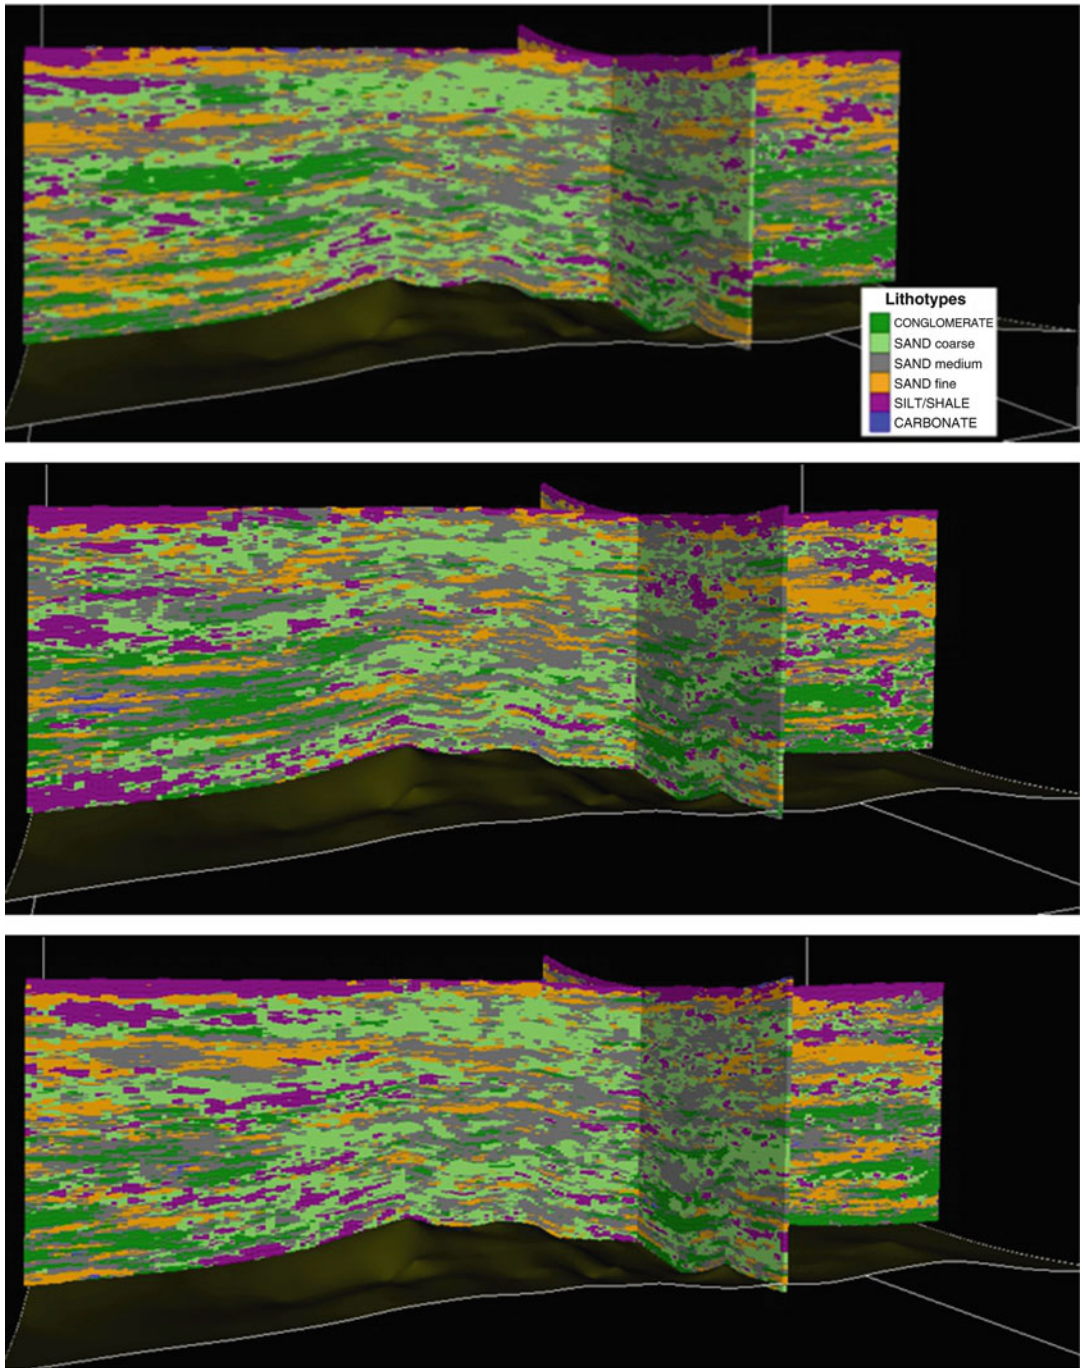 Lithotypes
CONGLOMERATE
SAND coarse
SAND medium
SAND fine
SILT/SHALE
CARBONATE